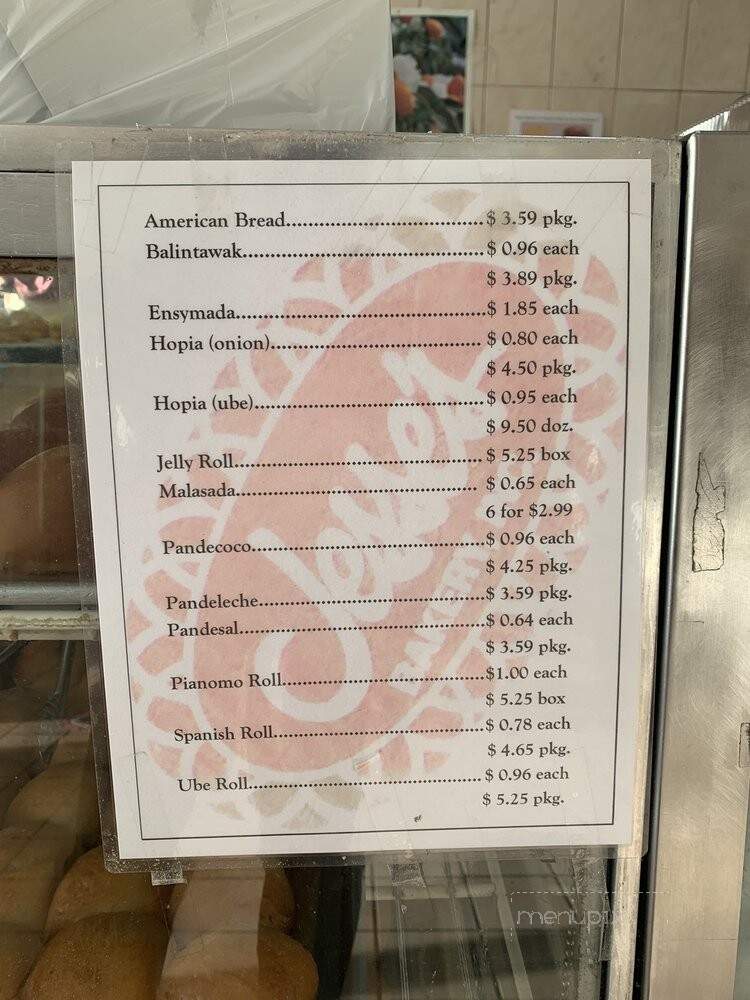 American Bread..........$ 3.59 pkg.
Balintawak..........$ 0.96 each
$ 3.89 pkg.
Ensymada..........$ 1.85 each
Hopia (onion)..........$ 0.80 each
$ 4.50 pkg.
Hopia (ube)..........$ 0.95 each
$ 9.50 doz.
Jelly Roll..........$ 5.25 box
Malasada..........$ 0.65 each
6 for $2.99
Pandecoco..........$ 0.96 each
$ 4.25 pkg.
Pandeleche..........$ 3.59 pkg.
Pandesal..........$ 0.64 each
$ 3.59 pkg.
Pianomo Roll..........$1.00 each
$ 5.25 box
Spanish Roll..........$ 0.78 each
$ 4.65 pkg.
Ube Roll..........$ 0.96 each
$ 5.25 pkg.
BAKERY